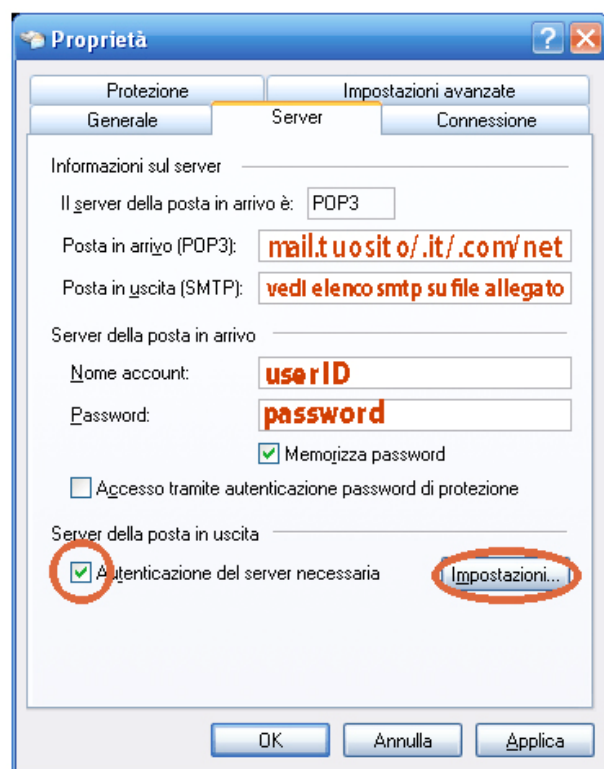 Proprietà
Protezione Impostazioni avanzate
Generale Server Connessione
Informazioni sul server
Il server della posta in arrivo è: POP3
Posta in arrivo (POP3): mail.tuosito/.it/.com/net
Posta in uscita (SMTP): vedi elenco smtp su file allegato
Server della posta in arrivo
Nome account: userID
Password: password
Memorizza password
Accesso tramite autenticazione password di protezione
Server della posta in uscita
Autenticazione del server necessaria Impostazioni...
OK Annulla Applica